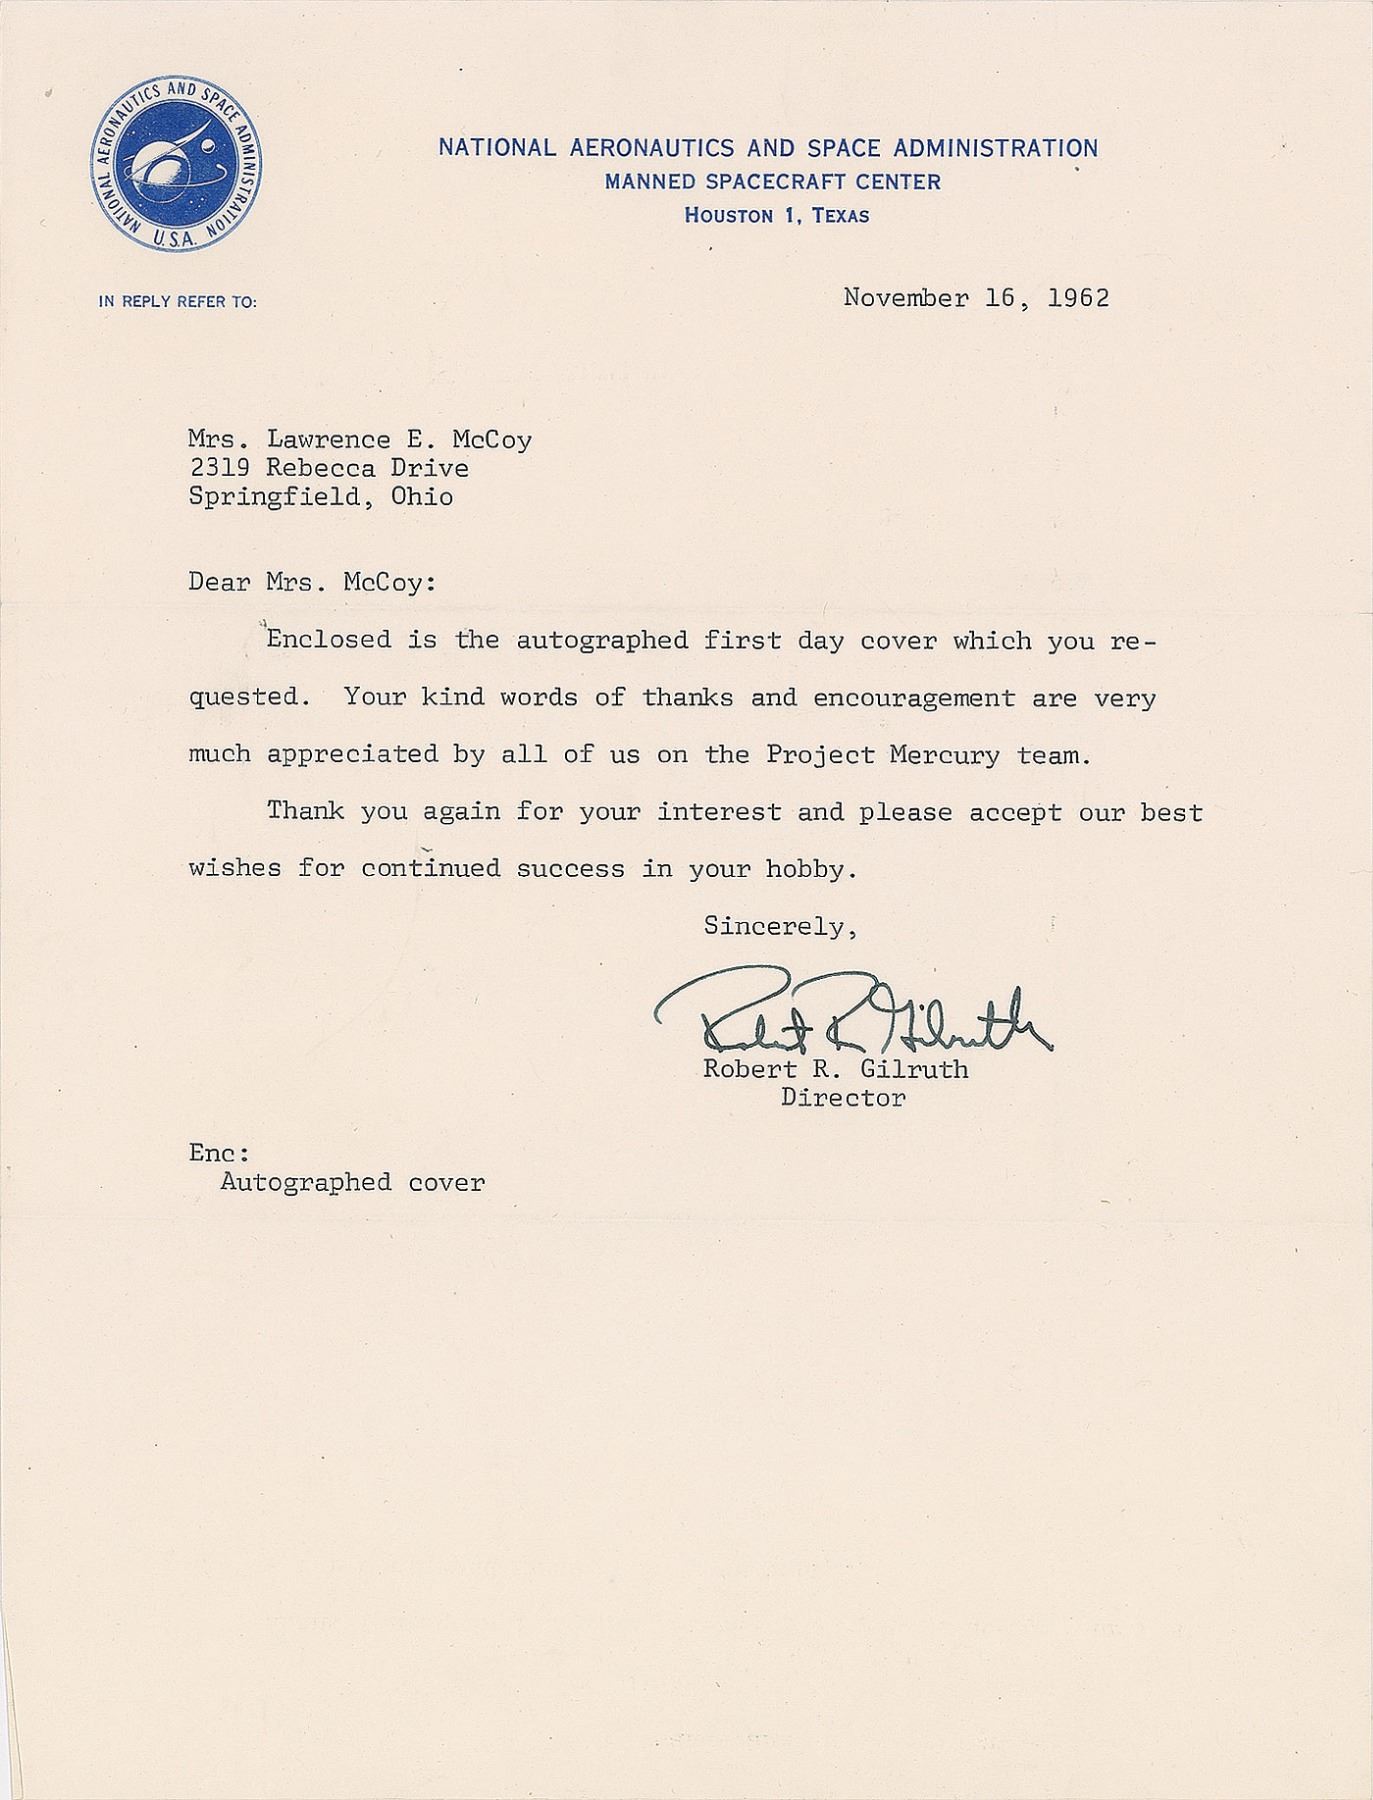 NATIONAL AERONAUTICS AND SPACE ADMINISTRATION
U.S.A.
NATIONAL AERONAUTICS AND SPACE ADMINISTRATION
MANNED SPACECRAFT CENTER
HOUSTON 1, TEXAS
IN REPLY REFER TO:
November 16, 1962
Mrs. Lawrence E. McCoy
2319 Rebecca Drive
Springfield, Ohio
Dear Mrs. McCoy:
Enclosed is the autographed first day cover which you re-
quested. Your kind words of thanks and encouragement are very
much appreciated by all of us on the Project Mercury team.
Thank you again for your interest and please accept our best
wishes for continued success in your hobby.
Sincerely,
Robert R. Gilruth
Robert R. Gilruth
Director
Enc:
Autographed cover